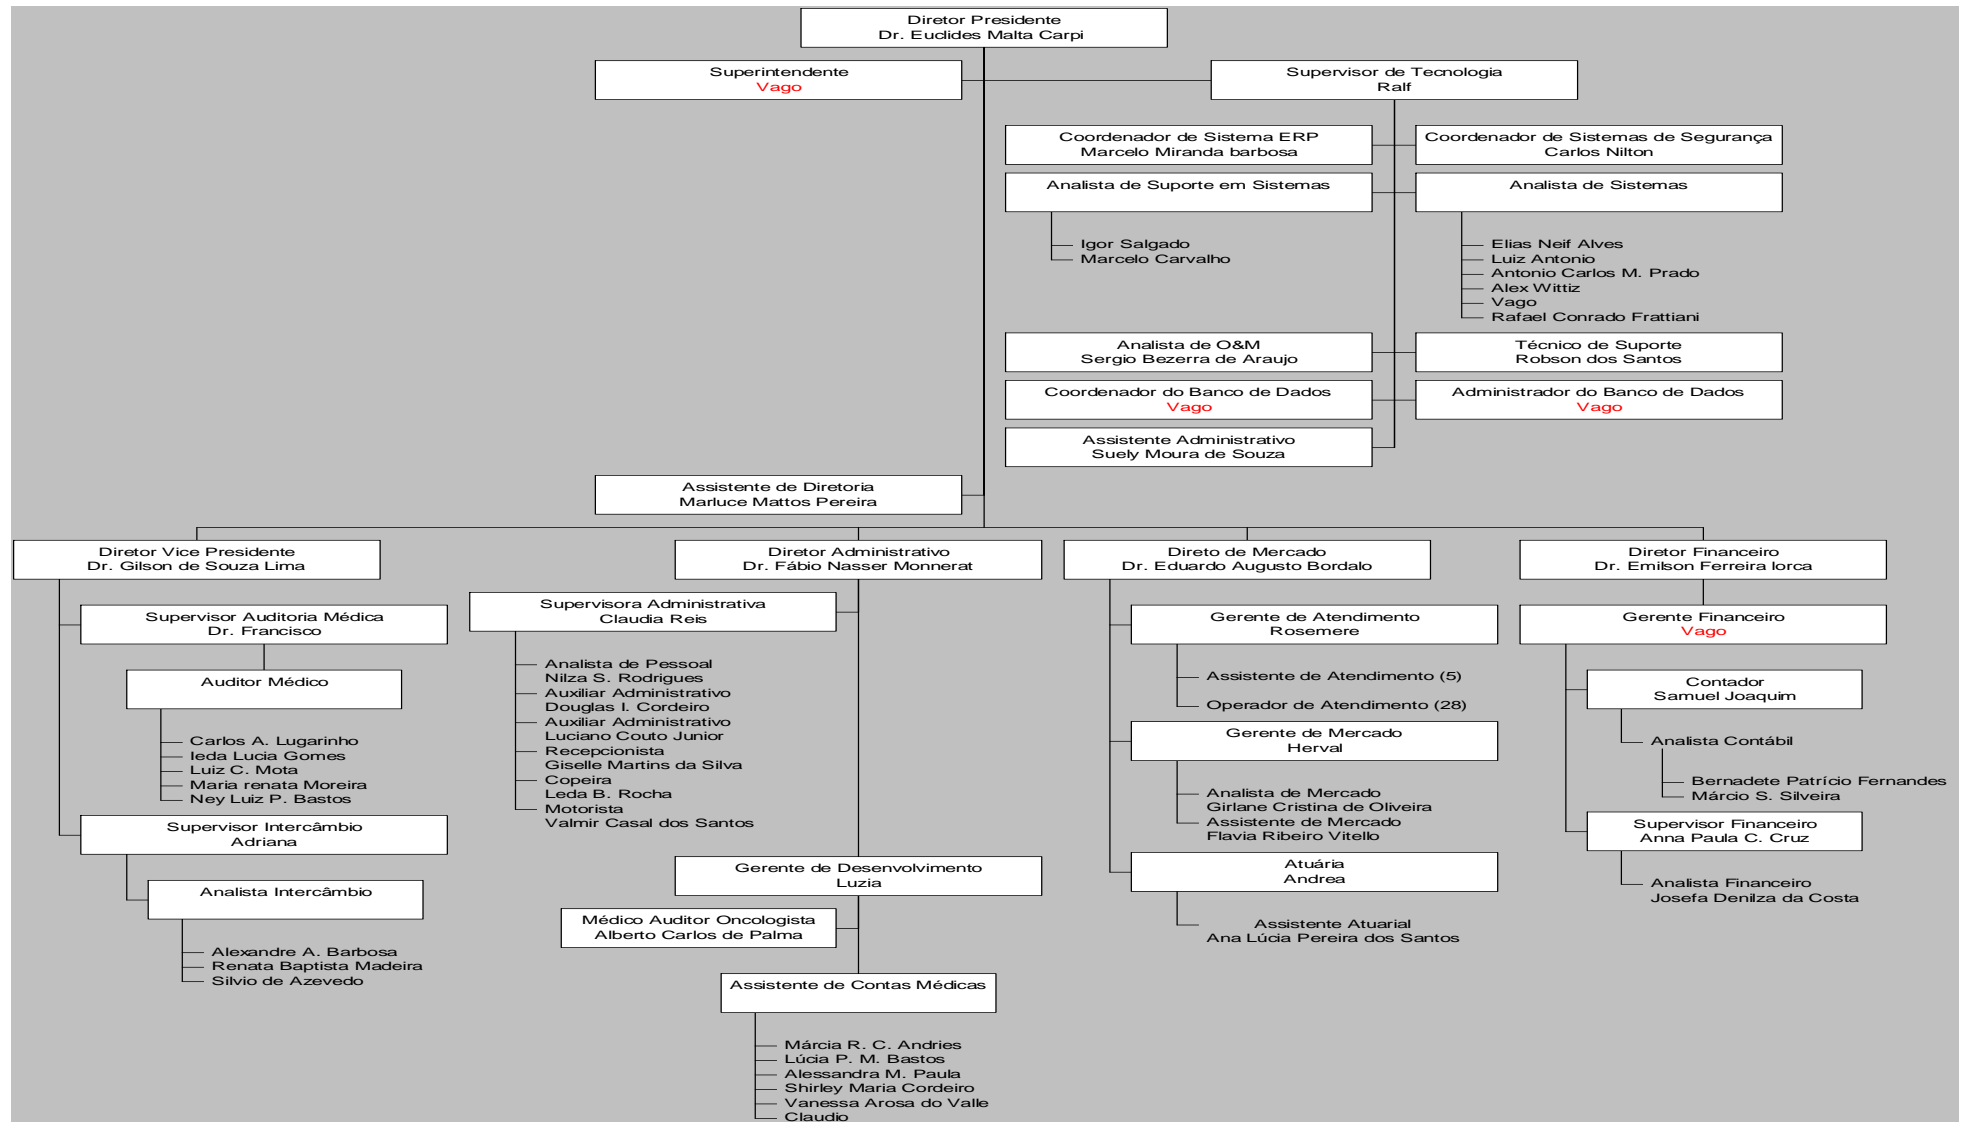 Diretor Presidente
Dr. Euclides Malta Carpi
Superintendente
Vago
Supervisor de Tecnologia
Ralf
Coordenador de Sistema ERP
Marcelo Miranda barbosa
Coordenador de Sistemas de Segurança
Carlos Nilton
Analista de Suporte em Sistemas
Igor Salgado
Marcelo Carvalho
Analista de Sistemas
Elias Neif Alves
Luiz Antonio
Antonio Carlos M. Prado
Alex Wittiz
Vago
Rafael Conrado Frattiani
Analista de O&M
Sergio Bezerra de Araujo
Técnico de Suporte
Robson dos Santos
Coordenador do Banco de Dados
Vago
Administrador do Banco de Dados
Vago
Assistente Administrativo
Suely Moura de Souza
Assistente de Diretoria
Marluce Mattos Pereira
Diretor Vice Presidente
Dr. Gilson de Souza Lima
Supervisor Auditoria Médica
Dr. Francisco
Auditor Médico
Carlos A. Lugarinho
Ieda Lucia Gomes
Luiz C. Mota
Maria renata Moreira
Ney Luiz P. Bastos
Supervisor Intercâmbio
Adriana
Analista Intercâmbio
Alexandre A. Barbosa
Renata Baptista Madeira
Silvio de Azevedo
Diretor Administrativo
Dr. Fábio Nasser Monnerat
Supervisora Administrativa
Claudia Reis
Analista de Pessoal
Nilza S. Rodrigues
Auxiliar Administrativo
Douglas I. Cordeiro
Auxiliar Administrativo
Luciano Couto Junior
Recepcionista
Giselle Martins da Silva
Copeira
Leda B. Rocha
Motorista
Valmir Casal dos Santos
Gerente de Desenvolvimento
Luzia
Médico Auditor Oncologista
Alberto Carlos de Palma
Assistente de Contas Médicas
Márcia R. C. Andries
Lúcia P. M. Bastos
Alessandra M. Paula
Shirley Maria Cordeiro
Vanessa Arosa do Valle
Claudio
Direto de Mercado
Dr. Eduardo Augusto Bordalo
Gerente de Atendimento
Rosemere
Assistente de Atendimento (5)
Operador de Atendimento (28)
Gerente de Mercado
Herval
Analista de Mercado
Girlane Cristina de Oliveira
Assistente de Mercado
Flavia Ribeiro Vitello
Atuária
Andrea
Assistente Atuarial
Ana Lúcia Pereira dos Santos
Diretor Financeiro
Dr. Emilson Ferreira lorca
Gerente Financeiro
Vago
Contador
Samuel Joaquim
Analista Contábil
Bernadete Patrício Fernandes
Márcio S. Silveira
Supervisor Financeiro
Anna Paula C. Cruz
Analista Financeiro
Josefa Denilza da Costa